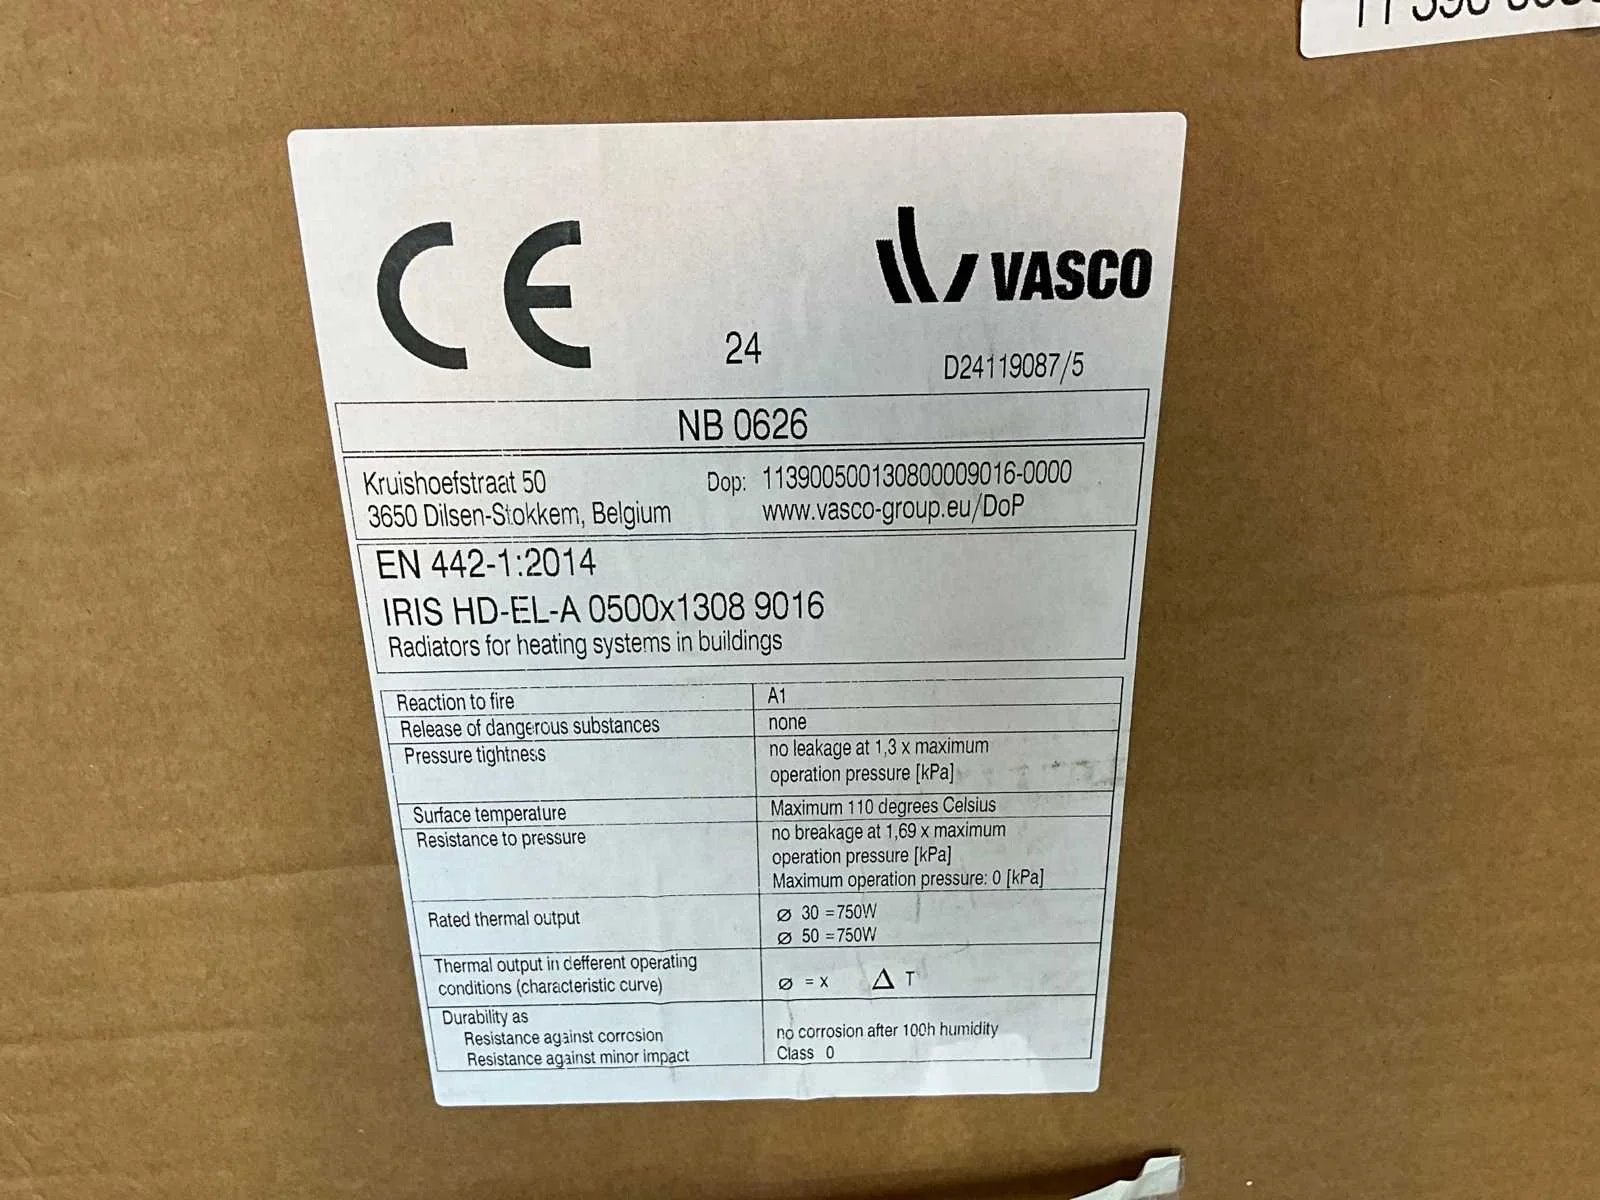 CE
VASCO
24
D24119087/5
NB 0626
Kruishoefstraat 50
3650 Dilsen-Stokkem, Belgium
Dop: 113900500130800009016-0000
www.vasco-group.eu/DoP
EN 442-1:2014
IRIS HD-EL-A 0500x1308 9016
Radiators for heating systems in buildings
Reaction to fire
A1
Release of dangerous substances
none
Pressure tightness
no leakage at 1,3 x maximum
operation pressure [kPa]
Surface temperature
Maximum 110 degrees Celsius
Resistance to pressure
no breakage at 1,69 x maximum
operation pressure [kPa]
Maximum operation pressure: 0 [kPa]
Rated thermal output
ø 30 =750W
ø 50 =750W
Thermal output in defferent operating
conditions (characteristic curve)
ø = x Δ T
Durability as
Resistance against corrosion
no corrosion after 100h humidity
Resistance against minor impact
Class 0